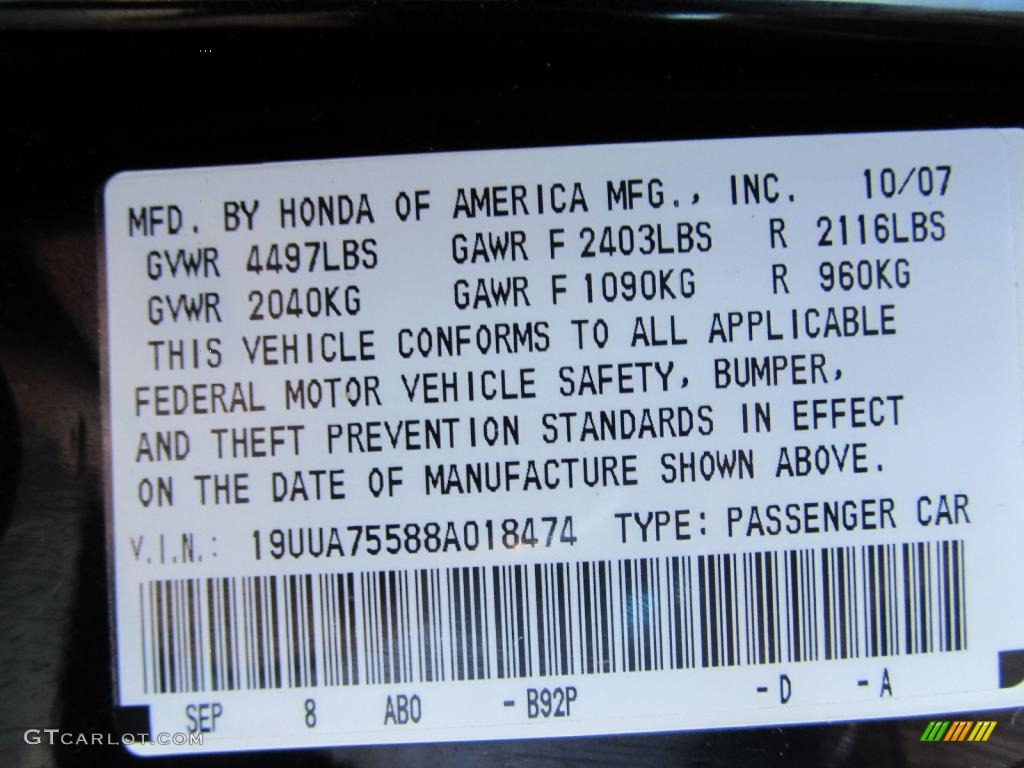 MFD. BY HONDA OF AMERICA MFG., INC. 10/07
GVWR 4497LBS GAWR F 2403LBS R 2116LBS
GVWR 2040KG GAWR F 1090KG R 960KG
THIS VEHICLE CONFORMS TO ALL APPLICABLE
FEDERAL MOTOR VEHICLE SAFETY, BUMPER,
AND THEFT PREVENTION STANDARDS IN EFFECT
ON THE DATE OF MANUFACTURE SHOWN ABOVE.
V.I.N.: 19UUA75588A018474 TYPE: PASSENGER CAR
SEP 8 AB0 -B92P -D -A
GTCARLOT.COM